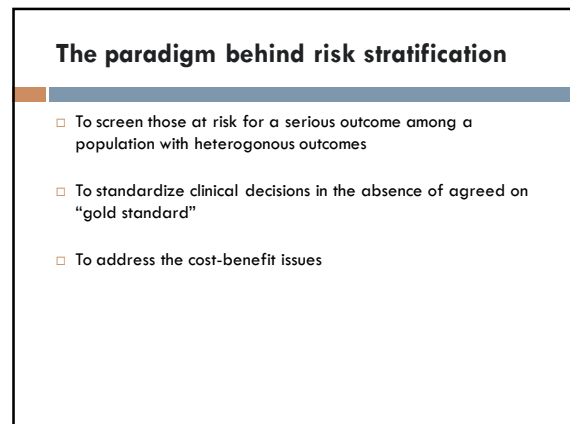 The paradigm behind risk stratification
To screen those at risk for a serious outcome among a
population with heterogonous outcomes
To standardize clinical decisions in the absence of agreed on
“gold standard”
To address the cost-benefit issues